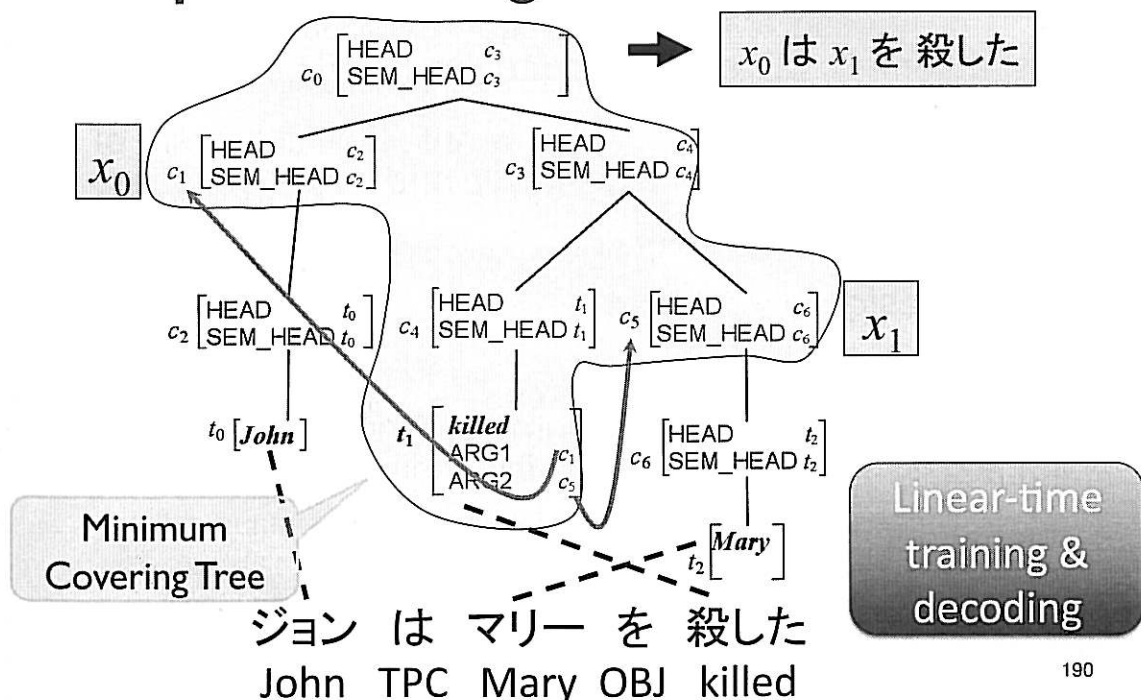 c₀ [HEAD c₃
SEM_HEAD c₃]
x₀ は x₁ を 殺した
x₀
c₁ [HEAD c₂
SEM_HEAD c₂]
c₃ [HEAD c₄
SEM_HEAD c₄]
c₂ [HEAD t₀
SEM_HEAD t₀]
c₄ [HEAD t₁
SEM_HEAD t₁]
c₅ [HEAD c₆
SEM_HEAD c₆]
x₁
t₀ [John]
t₁ [killed
ARG1 c₁
ARG2 c₅]
c₆ [HEAD t₂
SEM_HEAD t₂]
t₂ [Mary]
Minimum
Covering Tree
Linear-time
training &
decoding
ジョン は マリー を 殺した
John TPC Mary OBJ killed
190